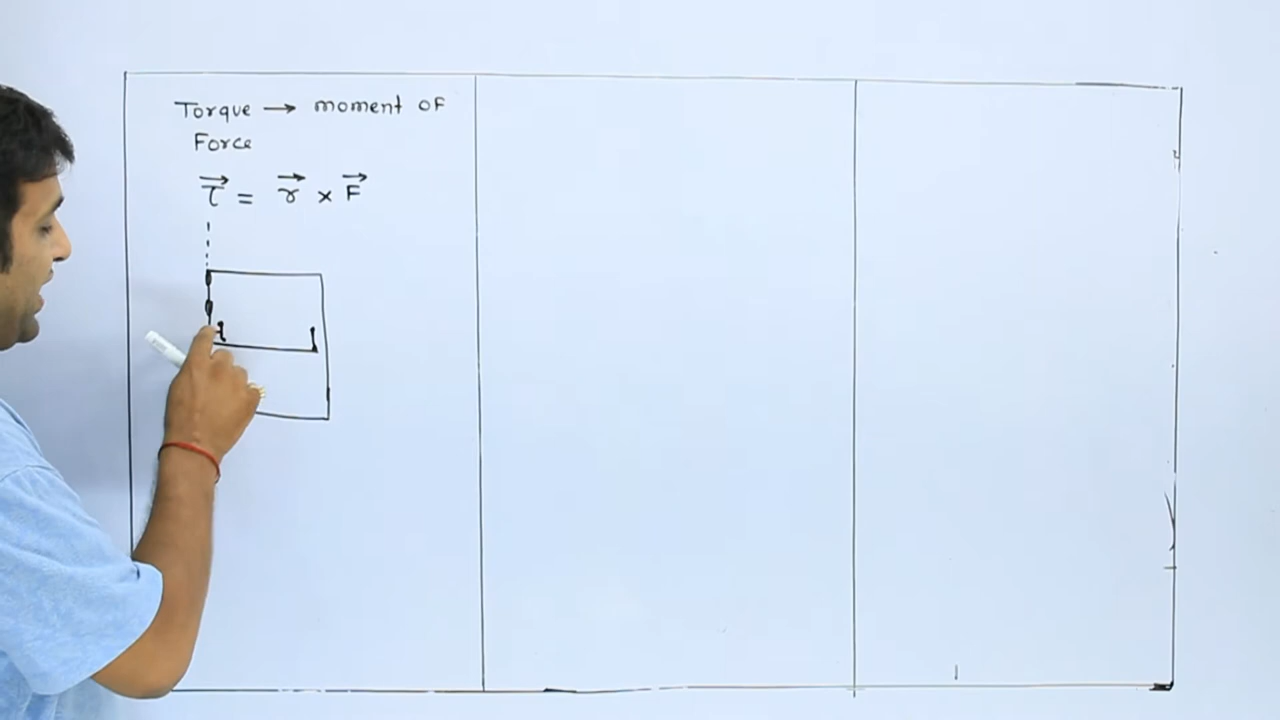 Torque → moment of
Force
τ⃗ = r⃗ × F⃗